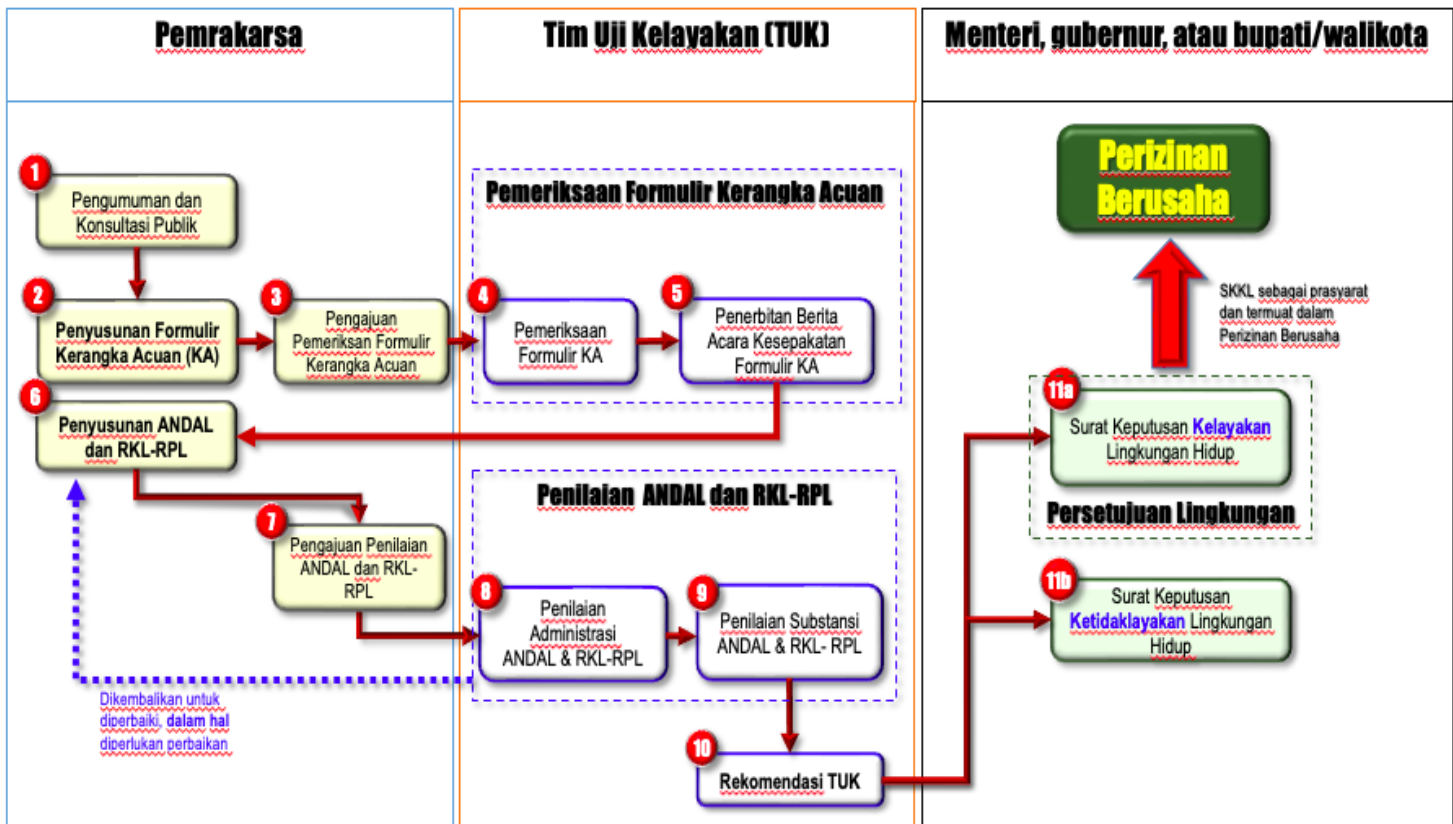 Pemrakarsa
Tim Uji Kelayakan (TUK)
Menteri, gubernur, atau bupati/walikota
1
Pengumuman dan
Konsultasi Publik
2
Penyusunan Formulir
Kerangka Acuan (KA)
3
Pengajuan
Pemeriksan Formulir
Kerangka Acuan
Pemeriksaan Formulir Kerangka Acuan
4
Pemeriksaan
Formulir KA
5
Penerbitan Berita
Acara Kesepakatan
Formulir KA
6
Penyusunan ANDAL
dan RKL-RPL
7
Pengajuan Penilaian
ANDAL dan RKL-
RPL
Penilaian ANDAL dan RKL-RPL
8
Penilaian
Administrasi
ANDAL & RKL-RPL
9
Penilaian Substansi
ANDAL & RKL- RPL
Dikembalikan untuk
diperbaiki, dalam hal
diperlukan perbaikan
10
Rekomendasi TUK
Perizinan
Berusaha
SKKL sebagai prasyarat
dan termuat dalam
Perizinan Berusaha
11a
Surat Keputusan Kelayakan
Lingkungan Hidup
Persetujuan Lingkungan
11b
Surat Keputusan
Ketidaklayakan Lingkungan
Hidup